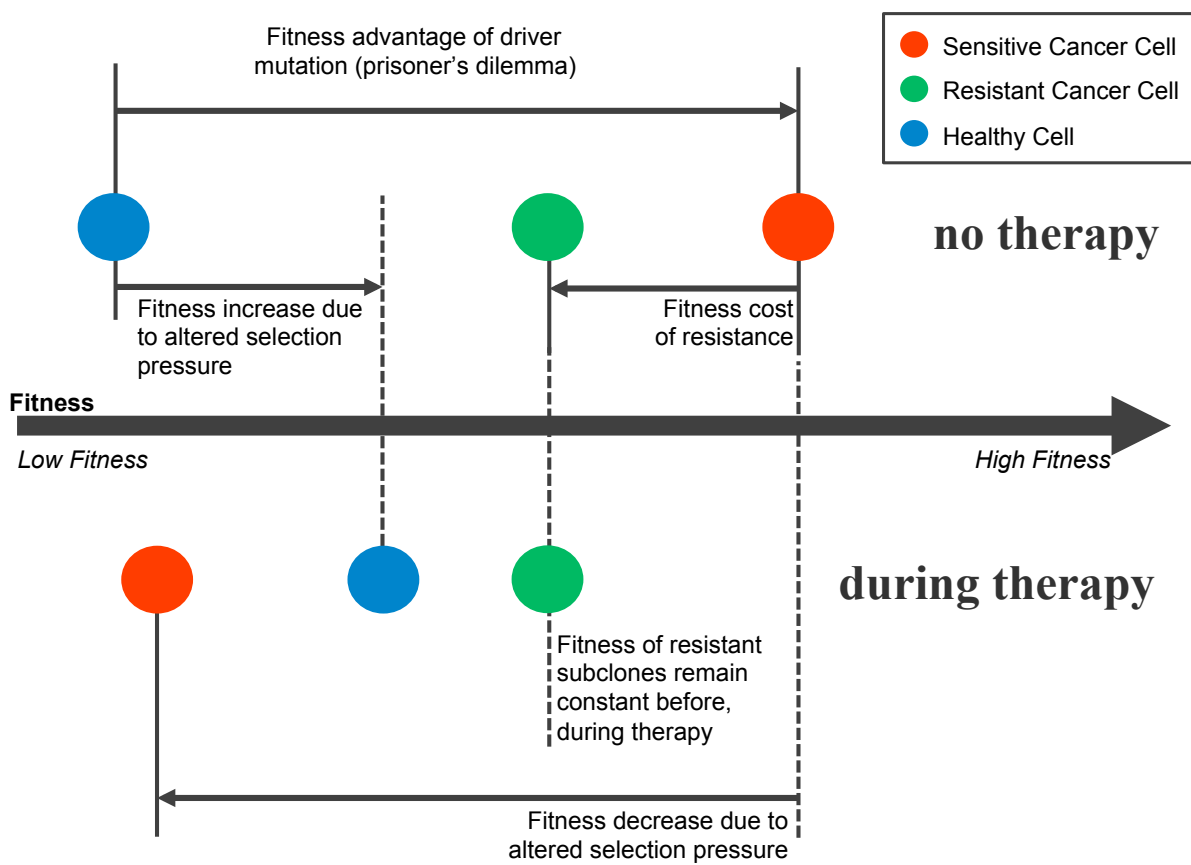 Fitness advantage of driver
mutation (prisoner's dilemma)
Sensitive Cancer Cell
Resistant Cancer Cell
Healthy Cell
no therapy
Fitness increase due
to altered selection
pressure
Fitness cost
of resistance
Fitness
Low Fitness
High Fitness
during therapy
Fitness of resistant
subclones remain
constant before,
during therapy
Fitness decrease due to
altered selection pressure